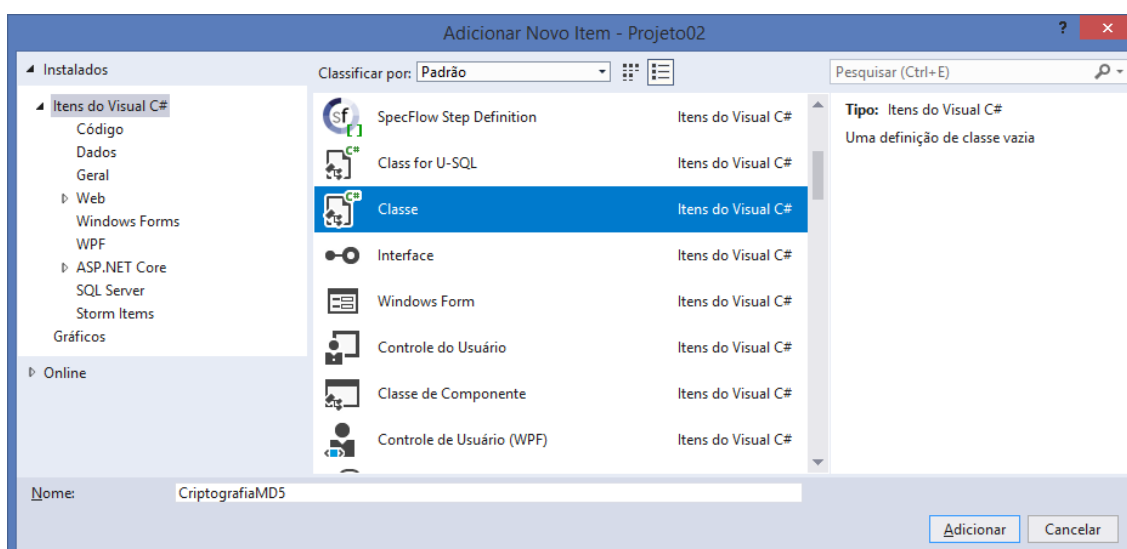 Adicionar Novo Item - Projeto02
?
Instalados
Classificar por: Padrão
Pesquisar (Ctrl+E)
Itens do Visual C#
Código
Dados
Geral
Web
Windows Forms
WPF
ASP.NET Core
SQL Server
Storm Items
Gráficos
Online
Sf
SpecFlow Step Definition Itens do Visual C#
C#
Class for U-SQL Itens do Visual C#
C#
Classe Itens do Visual C#
Interface Itens do Visual C#
Windows Form Itens do Visual C#
Controle do Usuário Itens do Visual C#
Classe de Componente Itens do Visual C#
Controle de Usuário (WPF) Itens do Visual C#
Tipo: Itens do Visual C#
Uma definição de classe vazia
Nome: CriptografiaMD5
Adicionar Cancelar